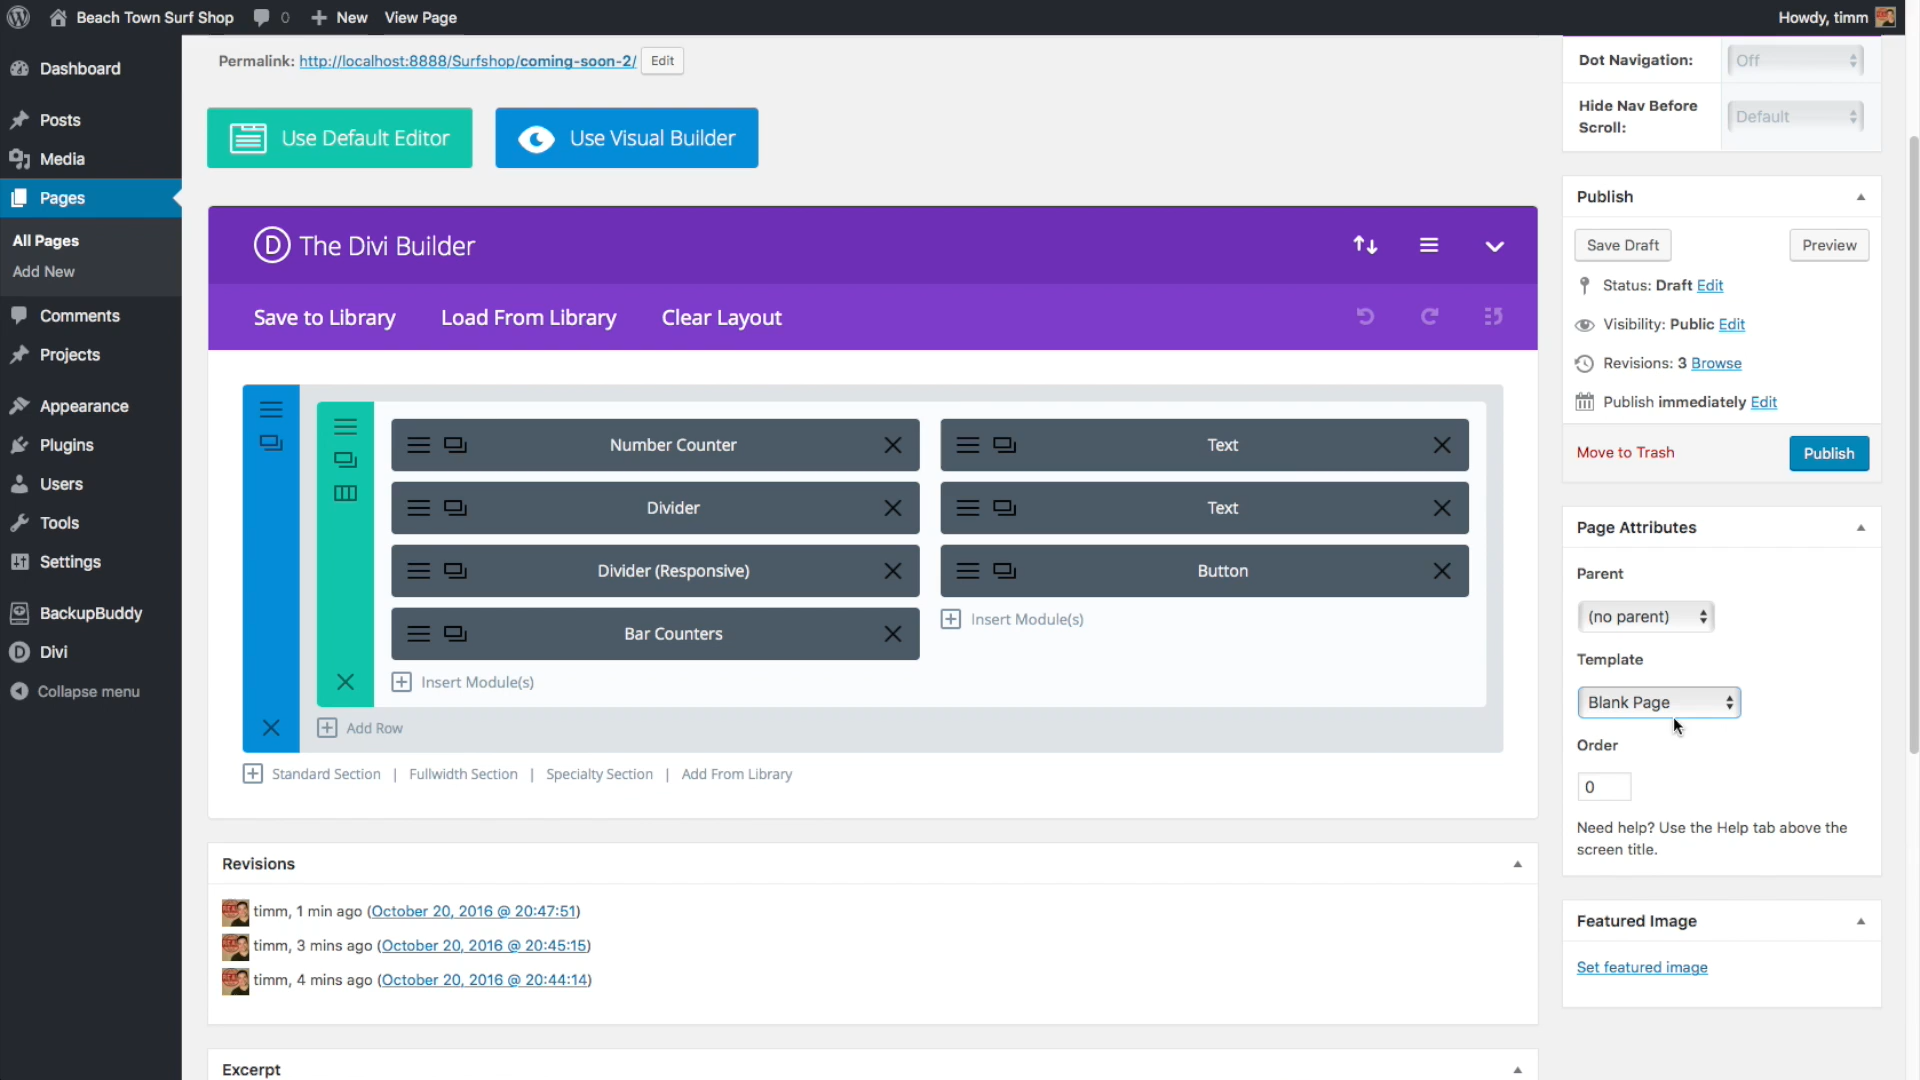 Beach Town Surf Shop 0 New View Page Howdy, timm
Dashboard
Posts
Media
Pages
All Pages
Add New
Comments
Projects
Appearance
Plugins
Users
Tools
Settings
BackupBuddy
Divi
Collapse menu
Permalink: http://localhost:8888/Surfshop/coming-soon-2/ Edit
Use Default Editor Use Visual Builder
D The Divi Builder
Save to Library Load From Library Clear Layout
Number Counter Text
Divider Text
Divider (Responsive) Button
Insert Module(s)
Bar Counters
Insert Module(s)
Add Row
Standard Section | Fullwidth Section | Specialty Section | Add From Library
Revisions
timm, 1 min ago (October 20, 2016 @ 20:47:51)
timm, 3 mins ago (October 20, 2016 @ 20:45:15)
timm, 4 mins ago (October 20, 2016 @ 20:44:14)
Excerpt
Dot Navigation: Off
Hide Nav Before
Scroll: Default
Publish
Save Draft Preview
Status: Draft Edit
Visibility: Public Edit
Revisions: 3 Browse
Publish immediately Edit
Move to Trash Publish
Page Attributes
Parent
(no parent)
Template
Blank Page
Order
0
Need help? Use the Help tab above the
screen title.
Featured Image
Set featured image